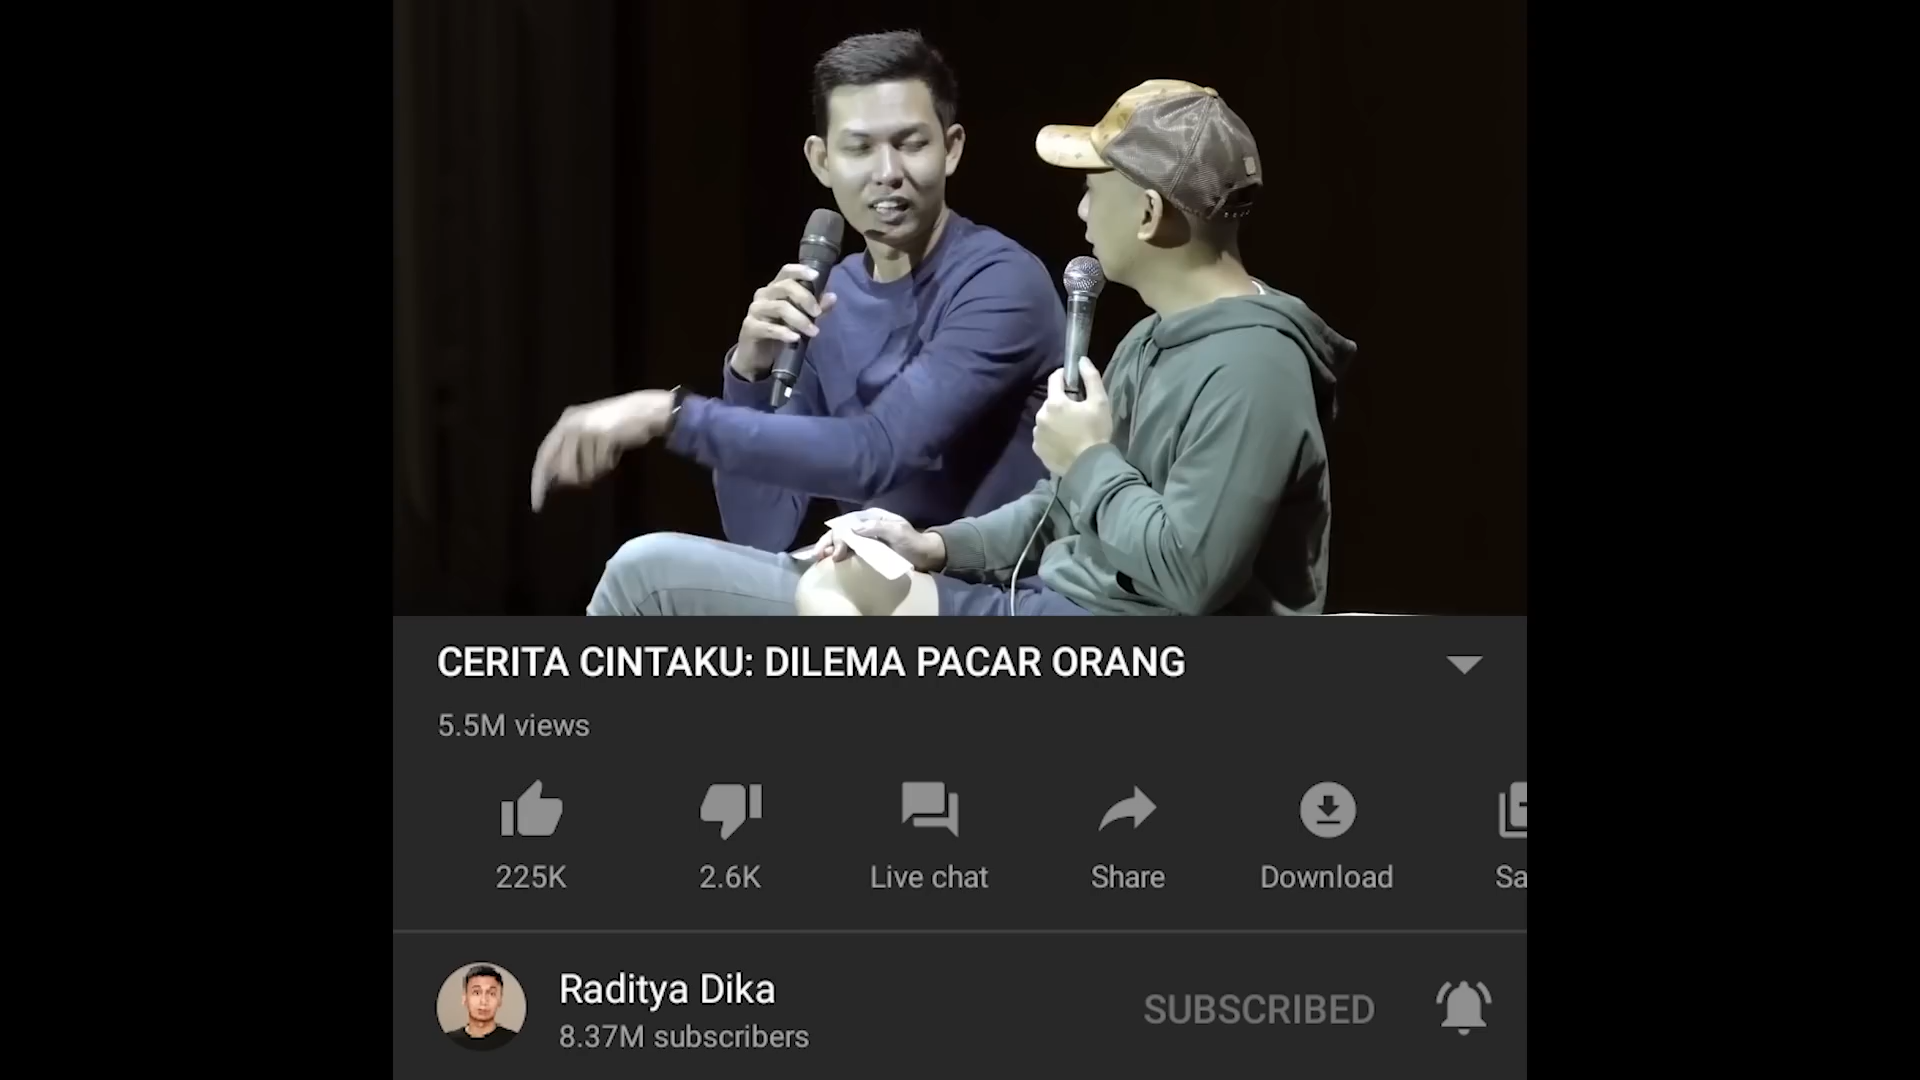 CERITA CINTAKU: DILEMA PACAR ORANG
5.5M views
225K
2.6K
Live chat
Share
Download
Sa
Raditya Dika
8.37M subscribers
SUBSCRIBED